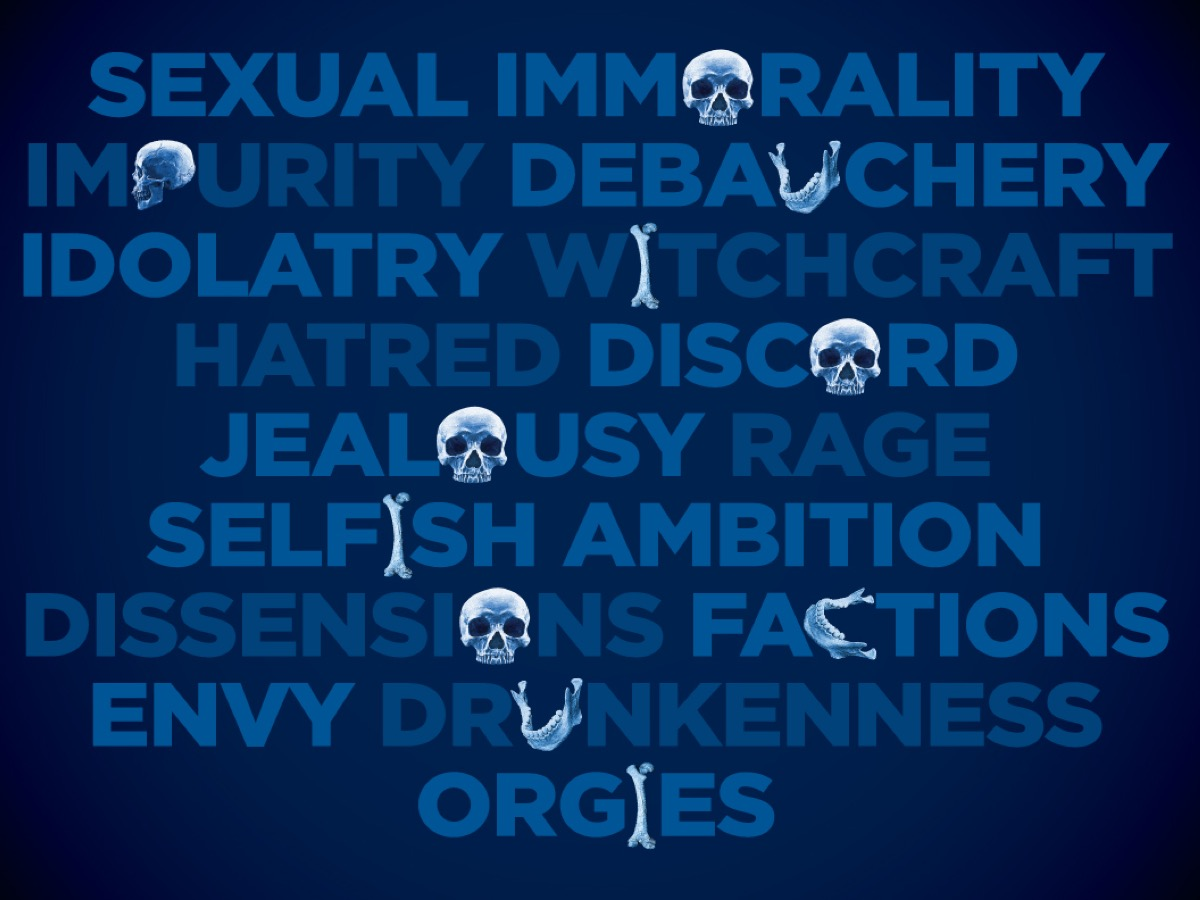 SEXUAL IMMORALITY
IMPURITY DEBAUCHERY
IDOLATRY WITCHCRAFT
HATRED DISCORD
JEALOUSY RAGE
SELFISH AMBITION
DISSENSIONS FACTIONS
ENVY DRUNKENNESS
ORGIES